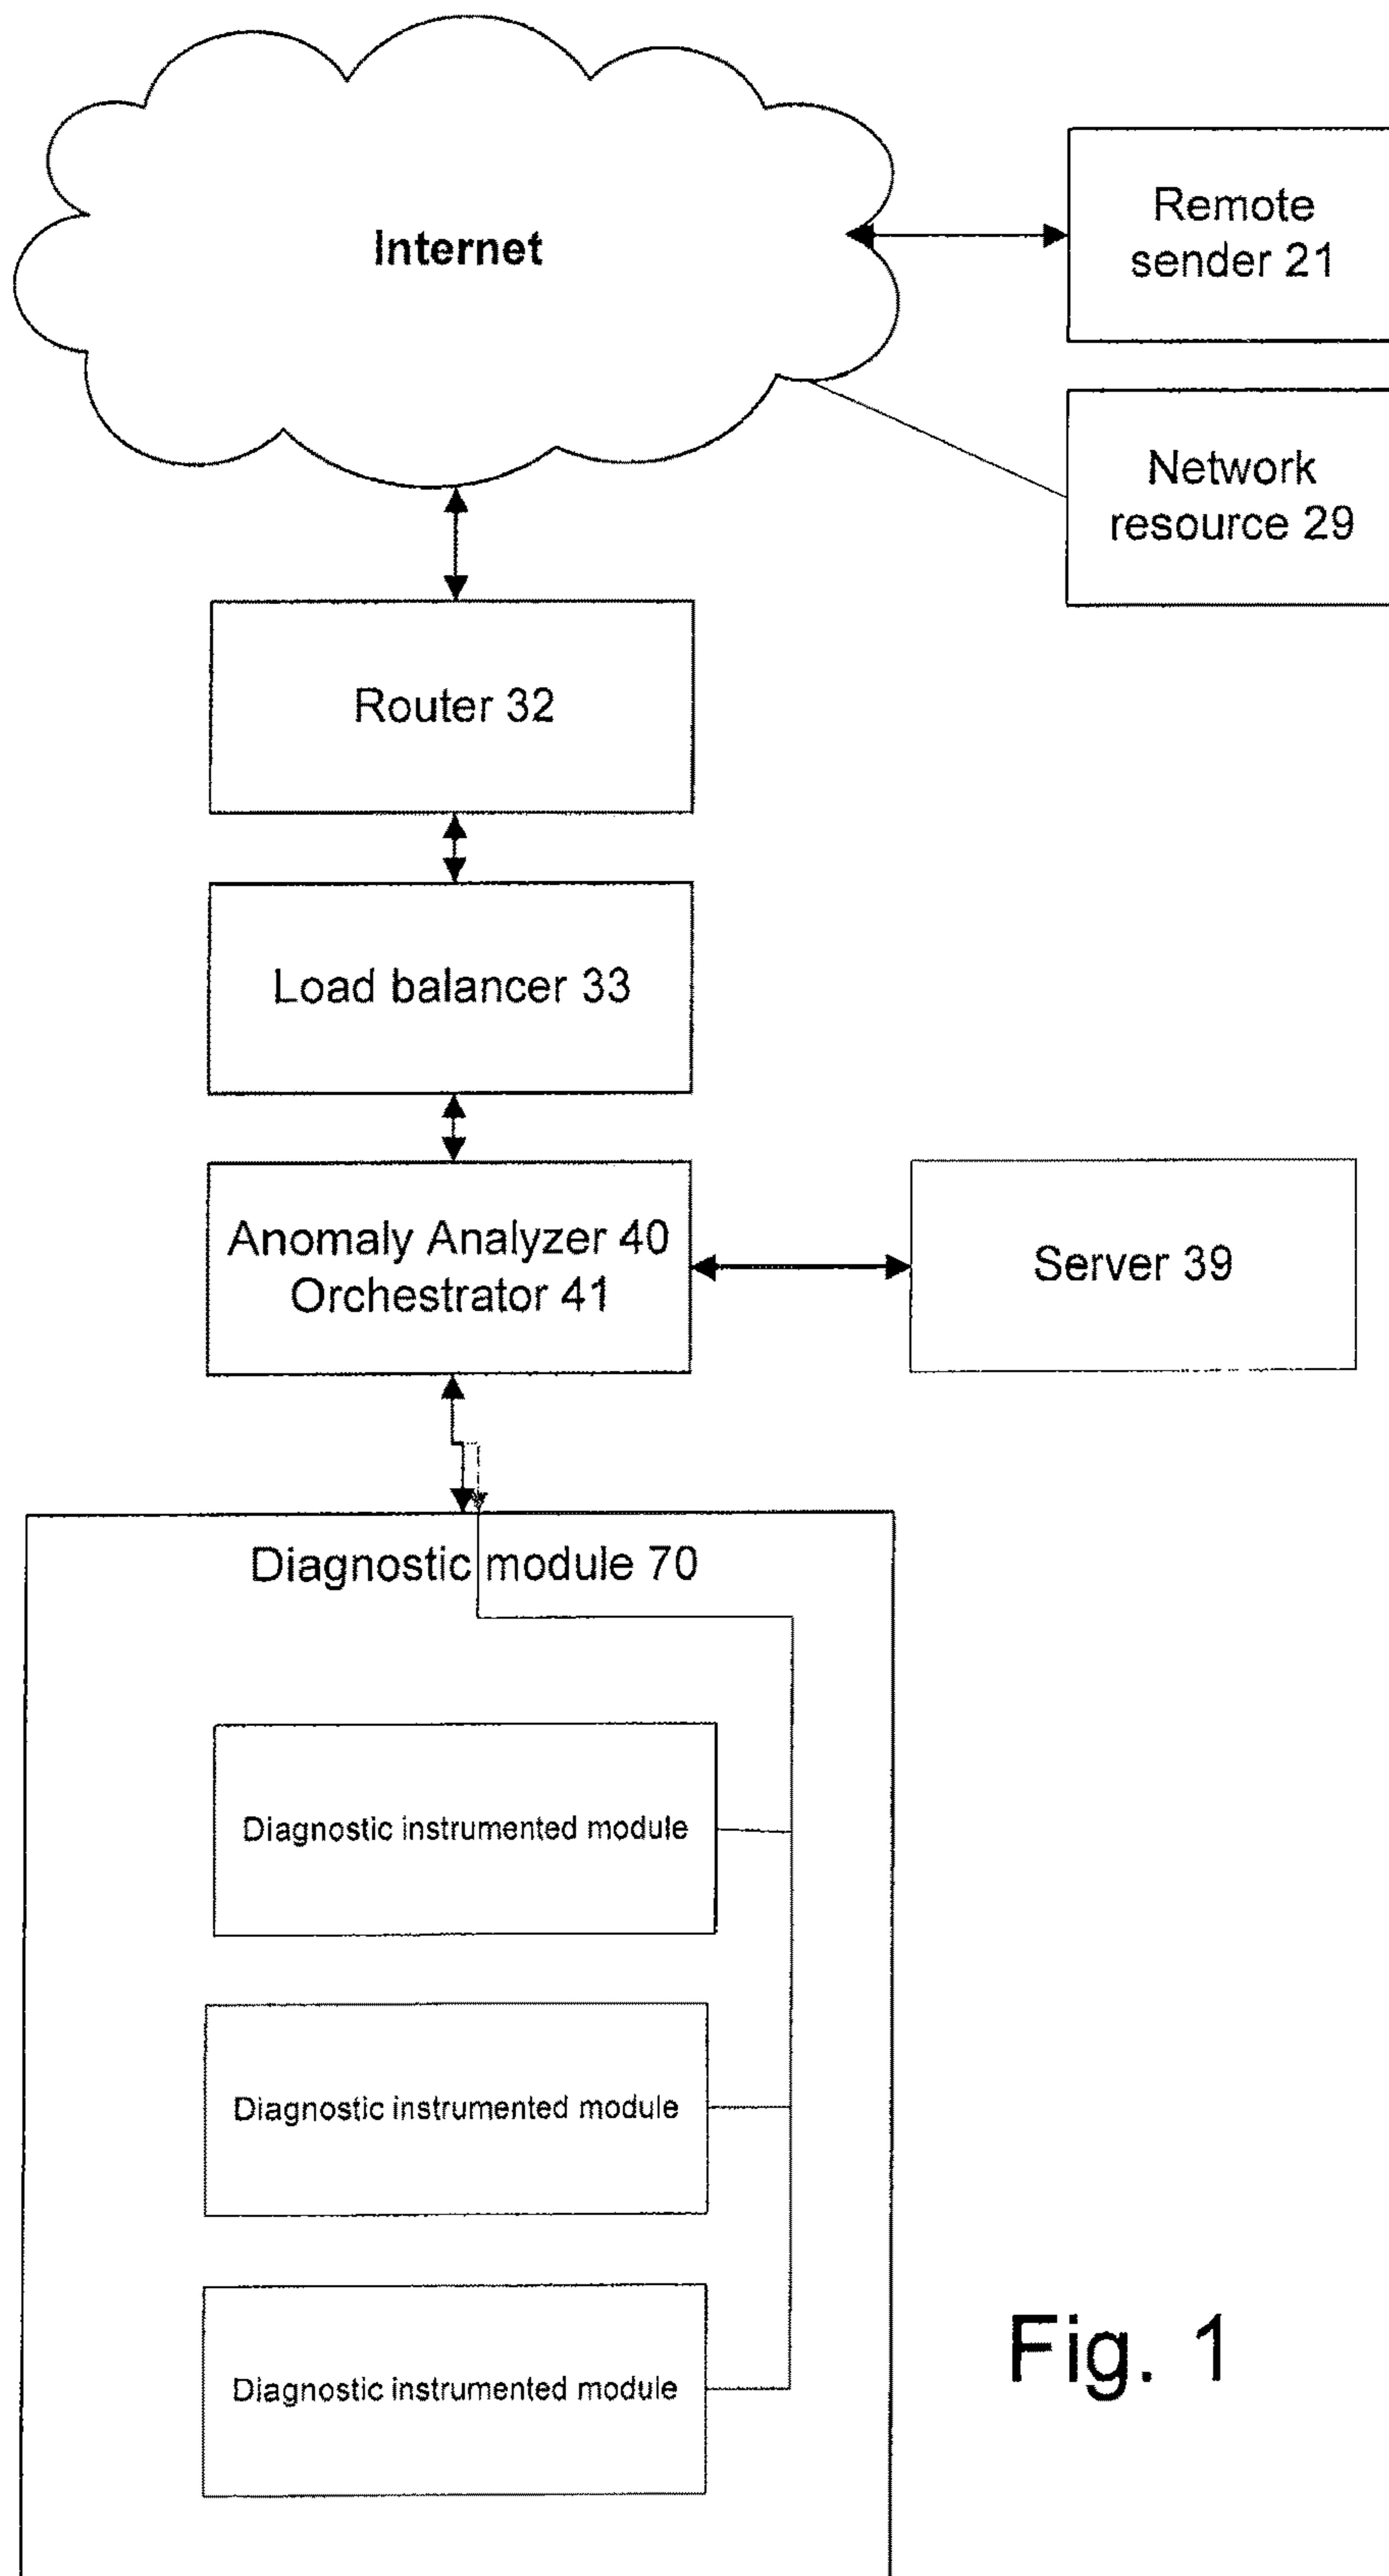 Internet
Remote
sender 21
Network
resource 29
Router 32
Load balancer 33
Anomaly Analyzer 40
Orchestrator 41
Server 39
Diagnostic module 70
Diagnostic instrumented module
Diagnostic instrumented module
Diagnostic instrumented module
Fig. 1